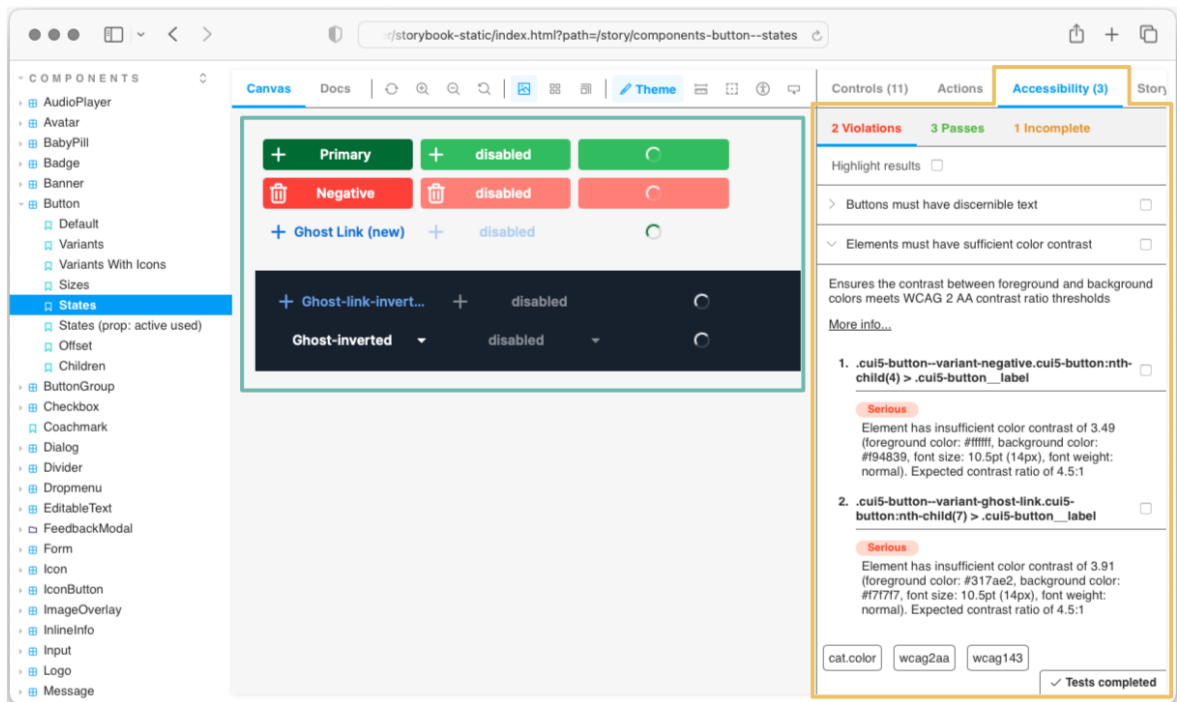 r/storybook-static/index.html?path=/story/components-button--states
COMPONENTS
AudioPlayer
Avatar
BabyPill
Badge
Banner
Button
Default
Variants
Variants With Icons
Sizes
States
States (prop: active used)
Offset
Children
ButtonGroup
Checkbox
Coachmark
Dialog
Divider
Dropmenu
EditableText
FeedbackModal
Form
Icon
IconButton
ImageOverlay
InlineInfo
Input
Logo
Message
Canvas Docs Theme
Primary disabled
Negative disabled
Ghost Link (new) disabled
Ghost-link-invert... disabled
Ghost-inverted disabled
Controls (11) Actions Accessibility (3) Story
2 Violations 3 Passes 1 Incomplete
Highlight results
Buttons must have discernible text
Elements must have sufficient color contrast
Ensures the contrast between foreground and background
colors meets WCAG 2 AA contrast ratio thresholds
More info...
1. .cui5-button--variant-negative.cui5-button:nth-
child(4) > .cui5-button__label
Serious
Element has insufficient color contrast of 3.49
(foreground color: #ffffff, background color:
#f94839, font size: 10.5pt (14px), font weight:
normal). Expected contrast ratio of 4.5:1
2. .cui5-button--variant-ghost-link.cui5-
button:nth-child(7) > .cui5-button__label
Serious
Element has insufficient color contrast of 3.91
(foreground color: #317ae2, background color:
#f7f7f7, font size: 10.5pt (14px), font weight:
normal). Expected contrast ratio of 4.5:1
cat.color wcag2aa wcag143
Tests completed